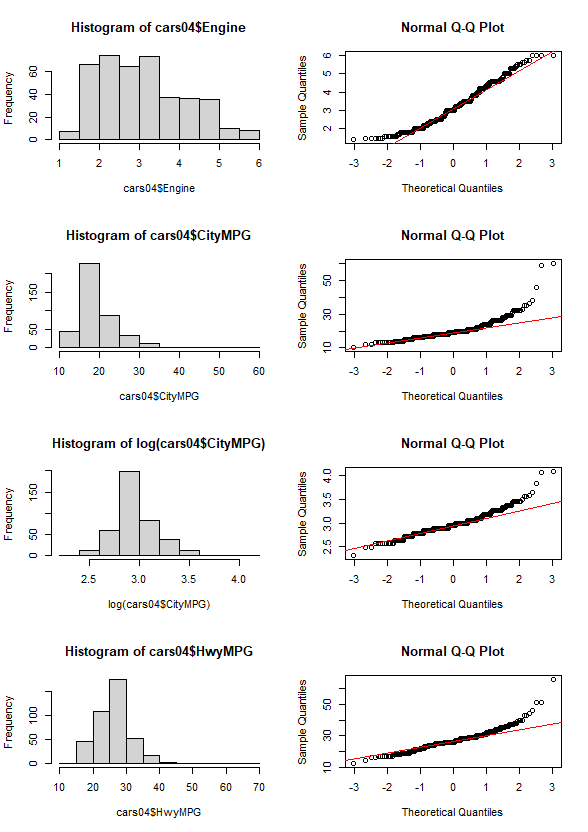 Histogram of cars04$Engine
Frequency
0 20 40 60
1 2 3 4 5 6
cars04$Engine
Normal Q-Q Plot
Sample Quantiles
2 3 4 5 6
-3 -2 -1 0 1 2 3
Theoretical Quantiles
Histogram of cars04$CityMPG
Frequency
0 50 150
10 20 30 40 50 60
cars04$CityMPG
Normal Q-Q Plot
Sample Quantiles
10 30 50
-3 -2 -1 0 1 2 3
Theoretical Quantiles
Histogram of log(cars04$CityMPG)
Frequency
0 50 150
2.5 3.0 3.5 4.0
log(cars04$CityMPG)
Normal Q-Q Plot
Sample Quantiles
2.5 3.0 3.5 4.0
-3 -2 -1 0 1 2 3
Theoretical Quantiles
Histogram of cars04$HwyMPG
Frequency
0 50 100
10 20 30 40 50 60 70
cars04$HwyMPG
Normal Q-Q Plot
Sample Quantiles
10 30 50
-3 -2 -1 0 1 2 3
Theoretical Quantiles